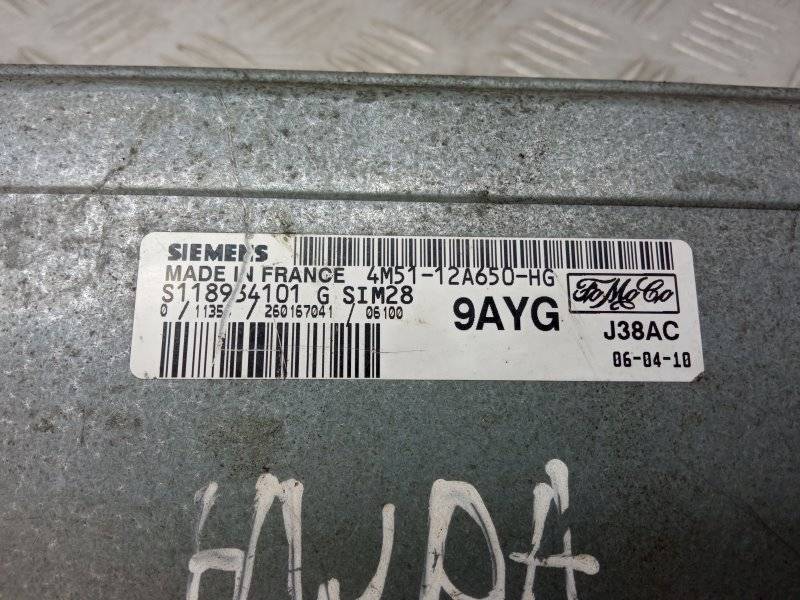 SIEMENS
MADE IN FRANCE 4M51-12A650-HG
S118934101 G SIM28
FoMoCo
0 / 1135 / 260167041 / 06100
9AYG
J38AC
06-04-10
HWDA